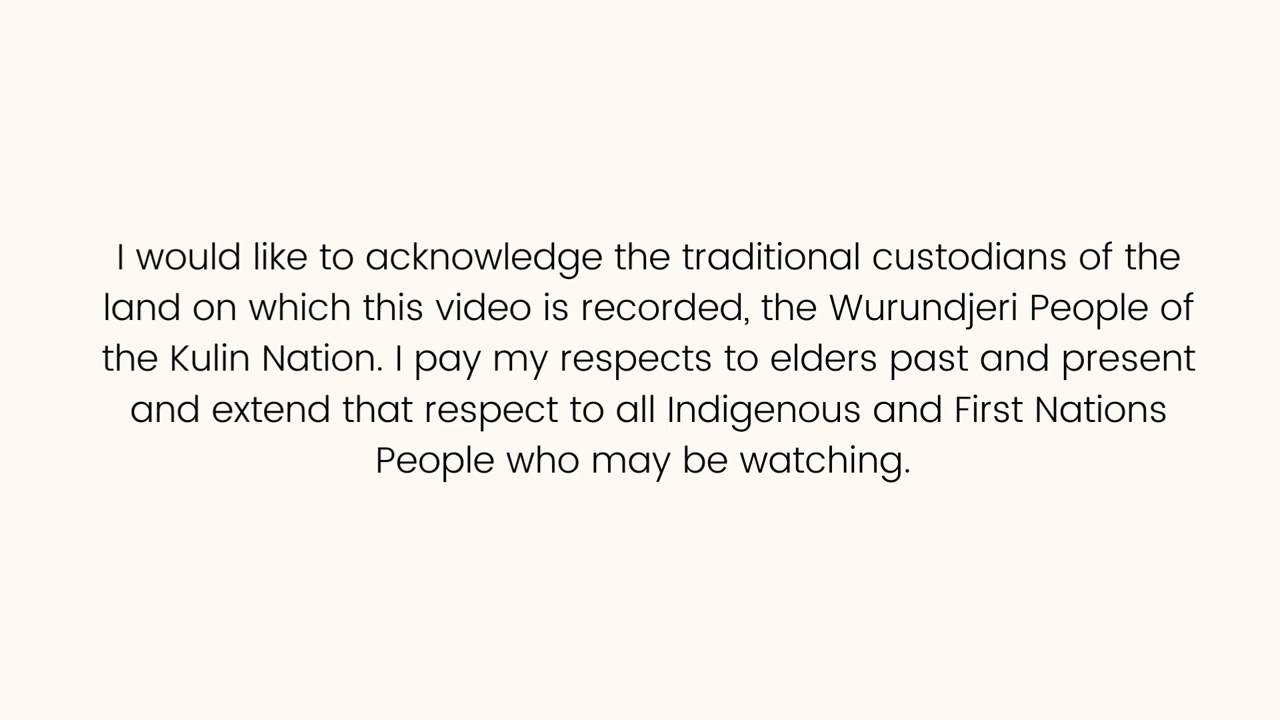 I would like to acknowledge the traditional custodians of the
land on which this video is recorded, the Wurundjeri People of
the Kulin Nation. I pay my respects to elders past and present
and extend that respect to all Indigenous and First Nations
People who may be watching.